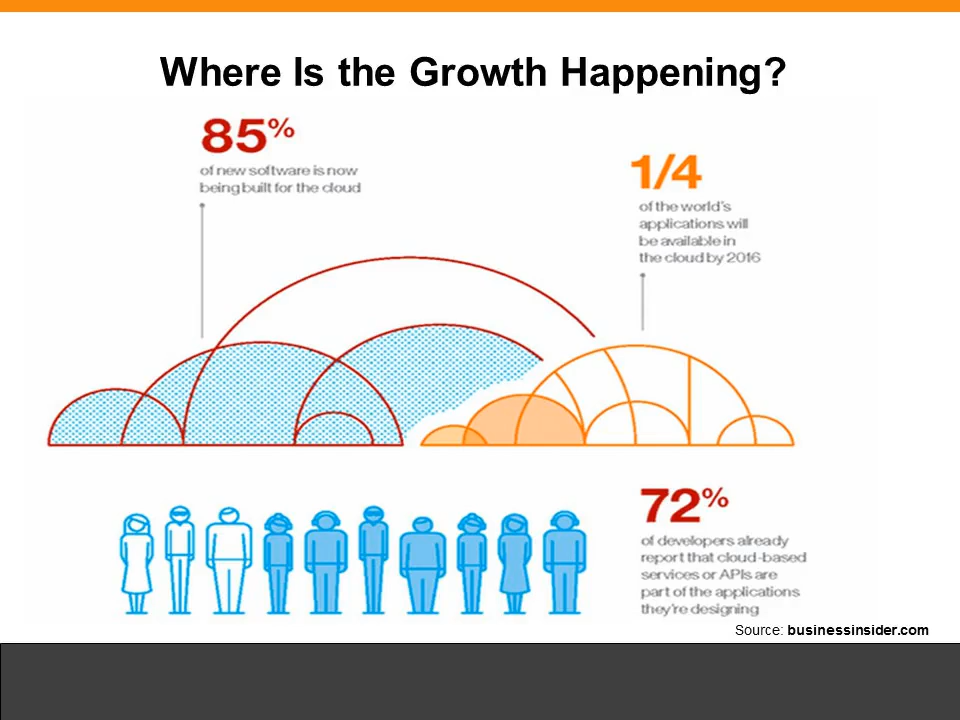 Where Is the Growth Happening?
85%
of new software is now
being built for the cloud
1/4
of the world's
applications will
be available in
the cloud by 2016
72%
of developers already
report that cloud-based
services or APIs are
part of the applications
they're designing
Source: businessinsider.com